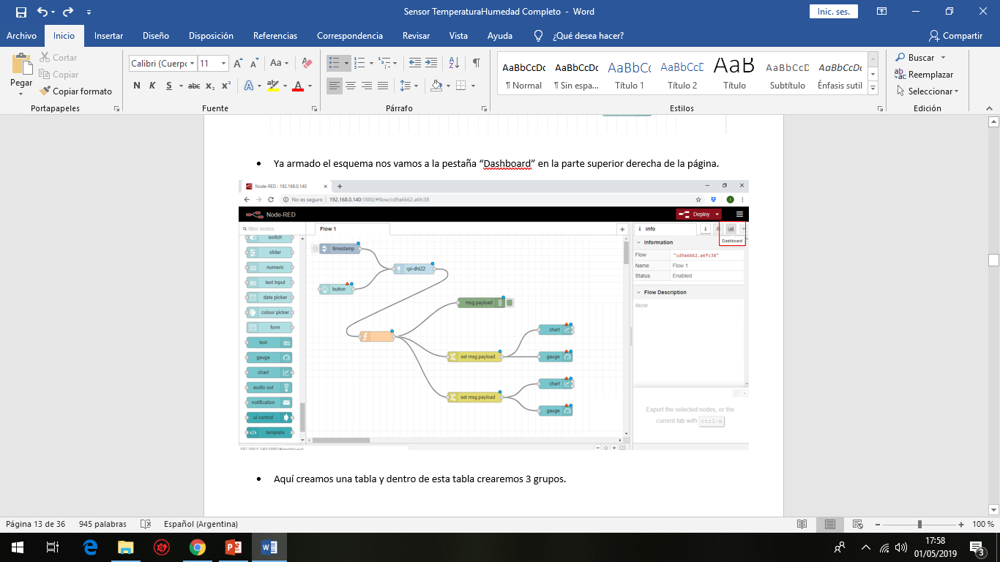 Sensor TemperaturaHumedad Completo - Word
Inic. ses.
Archivo Inicio Insertar Diseño Disposición Referencias Correspondencia Revisar Vista Ayuda ¿Qué desea hacer? Compartir
Pegar
Cortar
Copiar
Copiar formato
Portapapeles
Calibri (Cuerpo 11
N K S abc x₂ x²
Fuente
Párrafo
AaBbCcDc AaBbCcDc AaBbCc AaBbCcD AaB AaBbCcD AaBbCcDc
¶ Normal ¶ Sin espa... Título 1 Título 2 Título Subtítulo Énfasis sutil
Estilos
Buscar
Reemplazar
Seleccionar
Edición
• Ya armado el esquema nos vamos a la pestaña “Dashboard” en la parte superior derecha de la página.
Node-RED : 192.168.0.140
No es seguro | 192.168.0.140:1880/#flow/cd9a6662.a6fc38
Node-RED
Deploy
filter nodes
Flow 1
info
Dashboard
switch
slider
numeric
text input
date picker
colour picker
form
text
gauge
chart
audio out
notification
ui control
template
timestamp
rpi-dht22
button
msg.payload
chart
set msg.payload
gauge
chart
set msg.payload
gauge
Information
Flow "cd9a6662.a6fc38"
Name Flow 1
Status Enabled
Flow Description
None
Export the selected nodes, or the
current tab with ctrl-e
192.168.0.140:1880/#dashboard
• Aquí creamos una tabla y dentro de esta tabla crearemos 3 grupos.
Página 13 de 36 945 palabras Español (Argentina) 100 %
17:58
01/05/2019
3